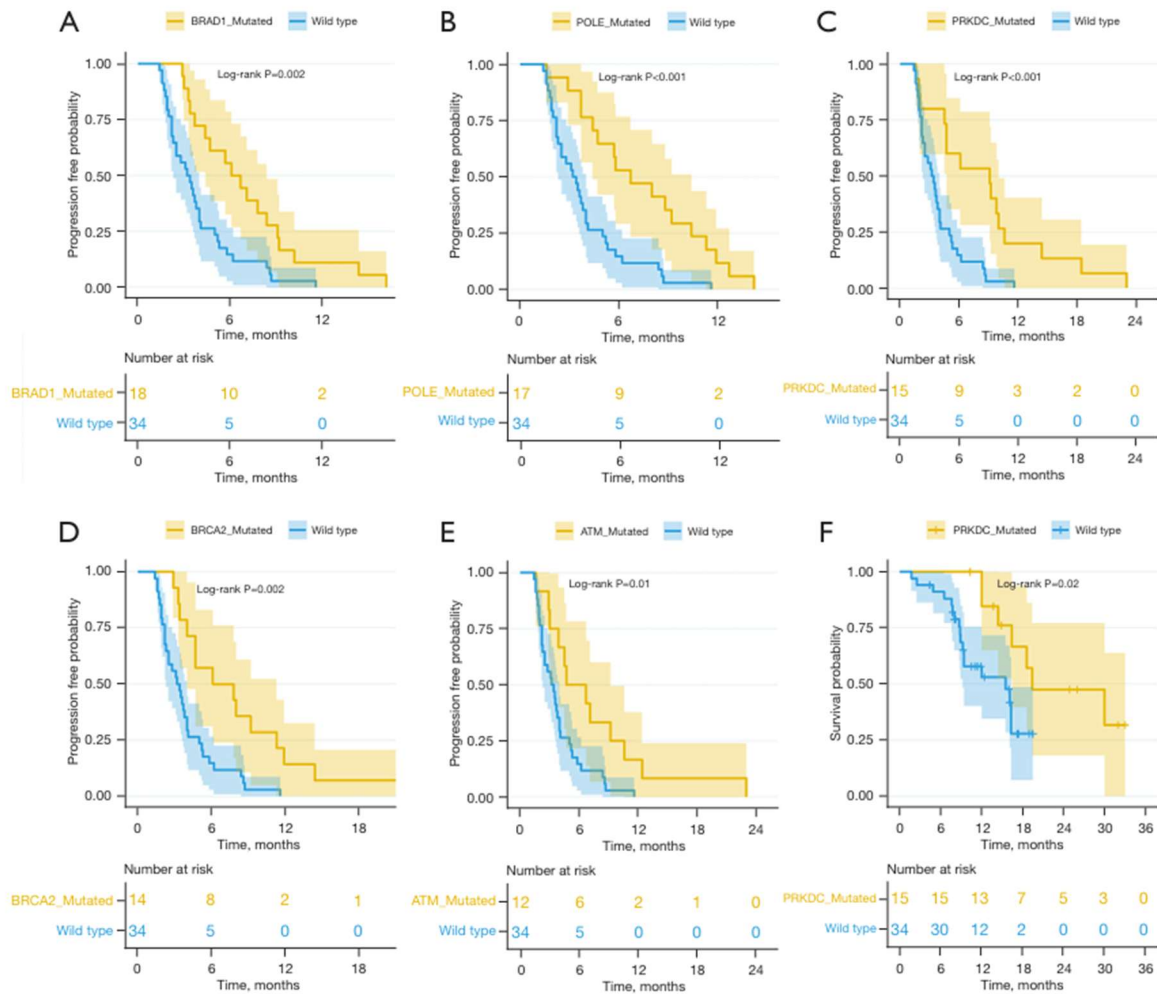 A
BRAD1_Mutated Wild type
Log-rank P=0.002
Progression free probability
1.00
0.75
0.50
0.25
0.00
0 6 12
Time, months
Number at risk
BRAD1_Mutated 18 10 2
Wild type 34 5 0
0 6 12
Time, months
B
POLE_Mutated Wild type
Log-rank P<0.001
Progression free probability
1.00
0.75
0.50
0.25
0.00
0 6 12
Time, months
Number at risk
POLE_Mutated 17 9 2
Wild type 34 5 0
0 6 12
Time, months
C
PRKDC_Mutated Wild type
Log-rank P<0.001
Progression free probability
1.00
0.75
0.50
0.25
0.00
0 6 12 18 24
Time, months
Number at risk
PRKDC_Mutated 15 9 3 2 0
Wild type 34 5 0 0 0
0 6 12 18 24
Time, months
D
BRCA2_Mutated Wild type
Log-rank P=0.002
Progression free probability
1.00
0.75
0.50
0.25
0.00
0 6 12 18
Time, months
Number at risk
BRCA2_Mutated 14 8 2 1
Wild type 34 5 0 0
0 6 12 18
Time, months
E
ATM_Mutated Wild type
Log-rank P=0.01
Progression free probability
1.00
0.75
0.50
0.25
0.00
0 6 12 18 24
Time, months
Number at risk
ATM_Mutated 12 6 2 1 0
Wild type 34 5 0 0 0
0 6 12 18 24
Time, months
F
PRKDC_Mutated Wild type
Log-rank P=0.02
Survival probability
1.00
0.75
0.50
0.25
0.00
0 6 12 18 24 30 36
Time, months
Number at risk
PRKDC_Mutated 15 15 13 7 5 3 0
Wild type 34 30 12 2 0 0 0
0 6 12 18 24 30 36
Time, months